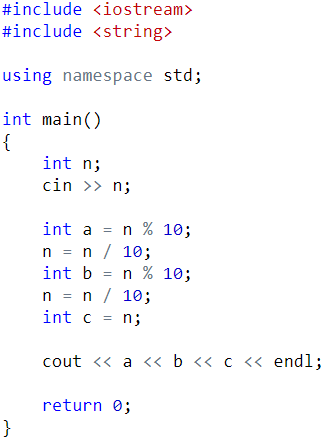 #include <iostream>
#include <string>

using namespace std;

int main()
{
    int n;
    cin >> n;

    int a = n % 10;
    n = n / 10;
    int b = n % 10;
    n = n / 10;
    int c = n;

    cout << a << b << c << endl;

    return 0;
}